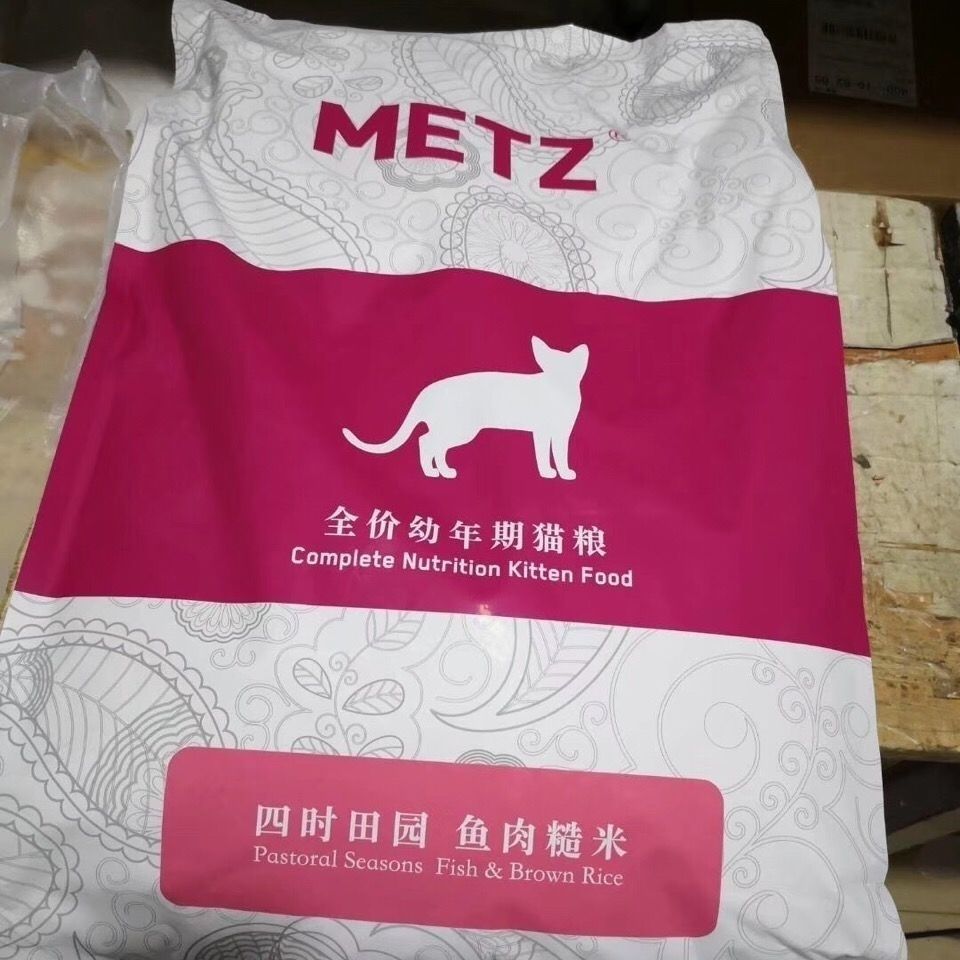 METZ®
全价幼年期猫粮
Complete Nutrition Kitten Food
四时田园 鱼肉糙米
Pastoral Seasons Fish & Brown Rice